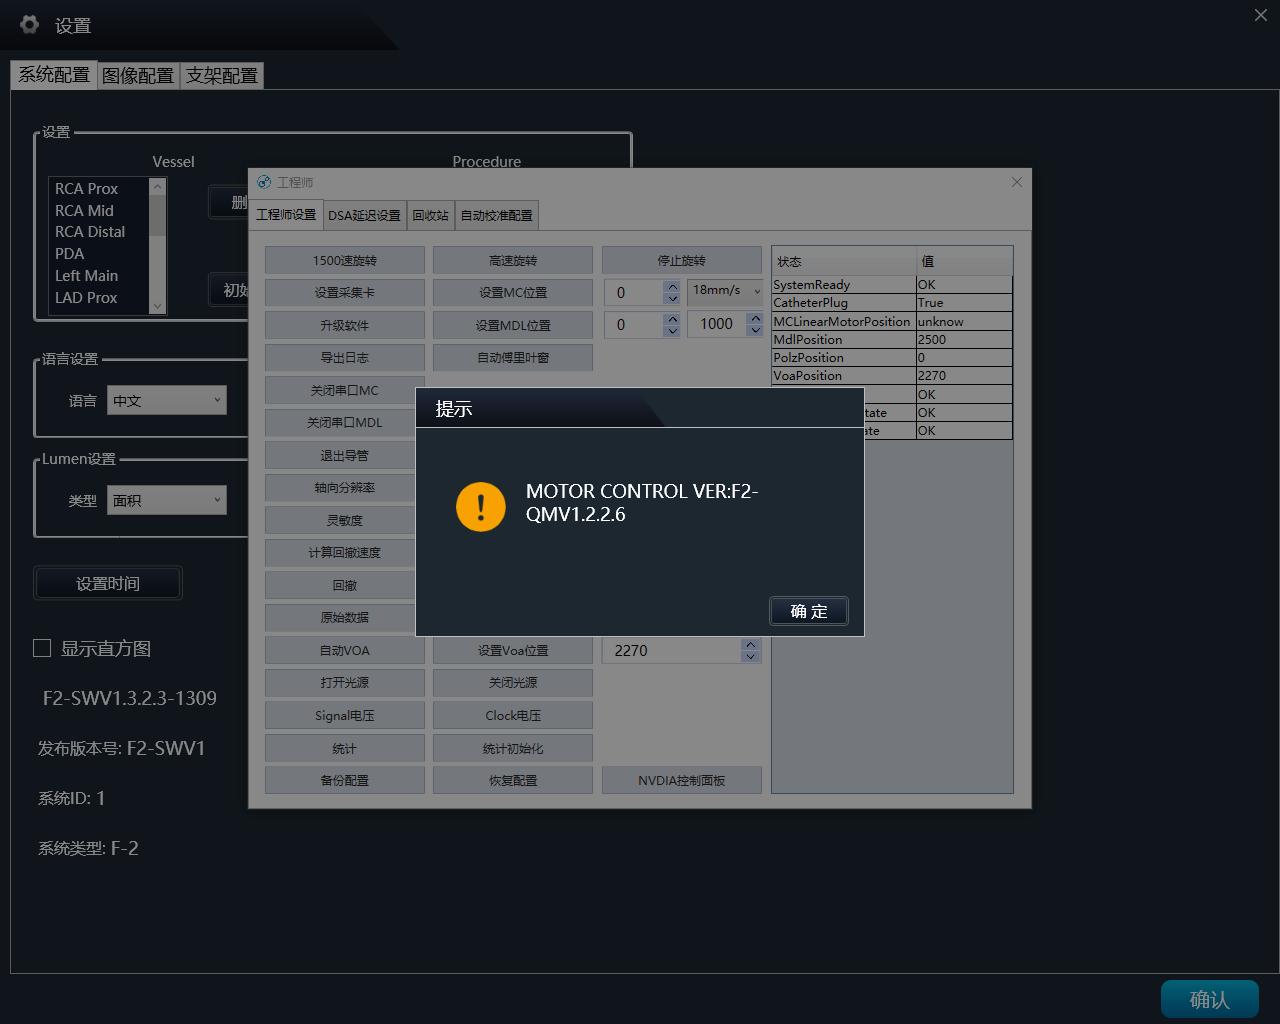 设置
系统配置 图像配置 支架配置
设置
Vessel Procedure
RCA Prox
RCA Mid
RCA Distal
PDA
Left Main
LAD Prox
删
初始
语言设置
语言 中文
Lumen设置
类型 面积
设置时间
显示直方图
F2-SWV1.3.2.3-1309
发布版本号: F2-SWV1
系统ID: 1
系统类型: F-2
工程师
工程师设置 DSA延迟设置 回收站 自动校准配置
1500速旋转 高速旋转 停止旋转
设置采集卡 设置MC位置 0 18mm/s
升级软件 设置MDL位置 0 1000
导出日志 自动傅里叶窗
关闭串口MC
关闭串口MDL
退出导管
轴向分辨率
灵敏度
计算回撤速度
回撤
原始数据
自动VOA 设置Voa位置 2270
打开光源 关闭光源
Signal电压 Clock电压
统计 统计初始化
备份配置 恢复配置 NVDIA控制面板
状态 值
SystemReady OK
CatheterPlug True
MCLinearMotorPosition unknow
MdlPosition 2500
PolzPosition 0
VoaPosition 2270
OK
tate OK
ate OK
提示
MOTOR CONTROL VER:F2-
QMV1.2.2.6
确 定
确认